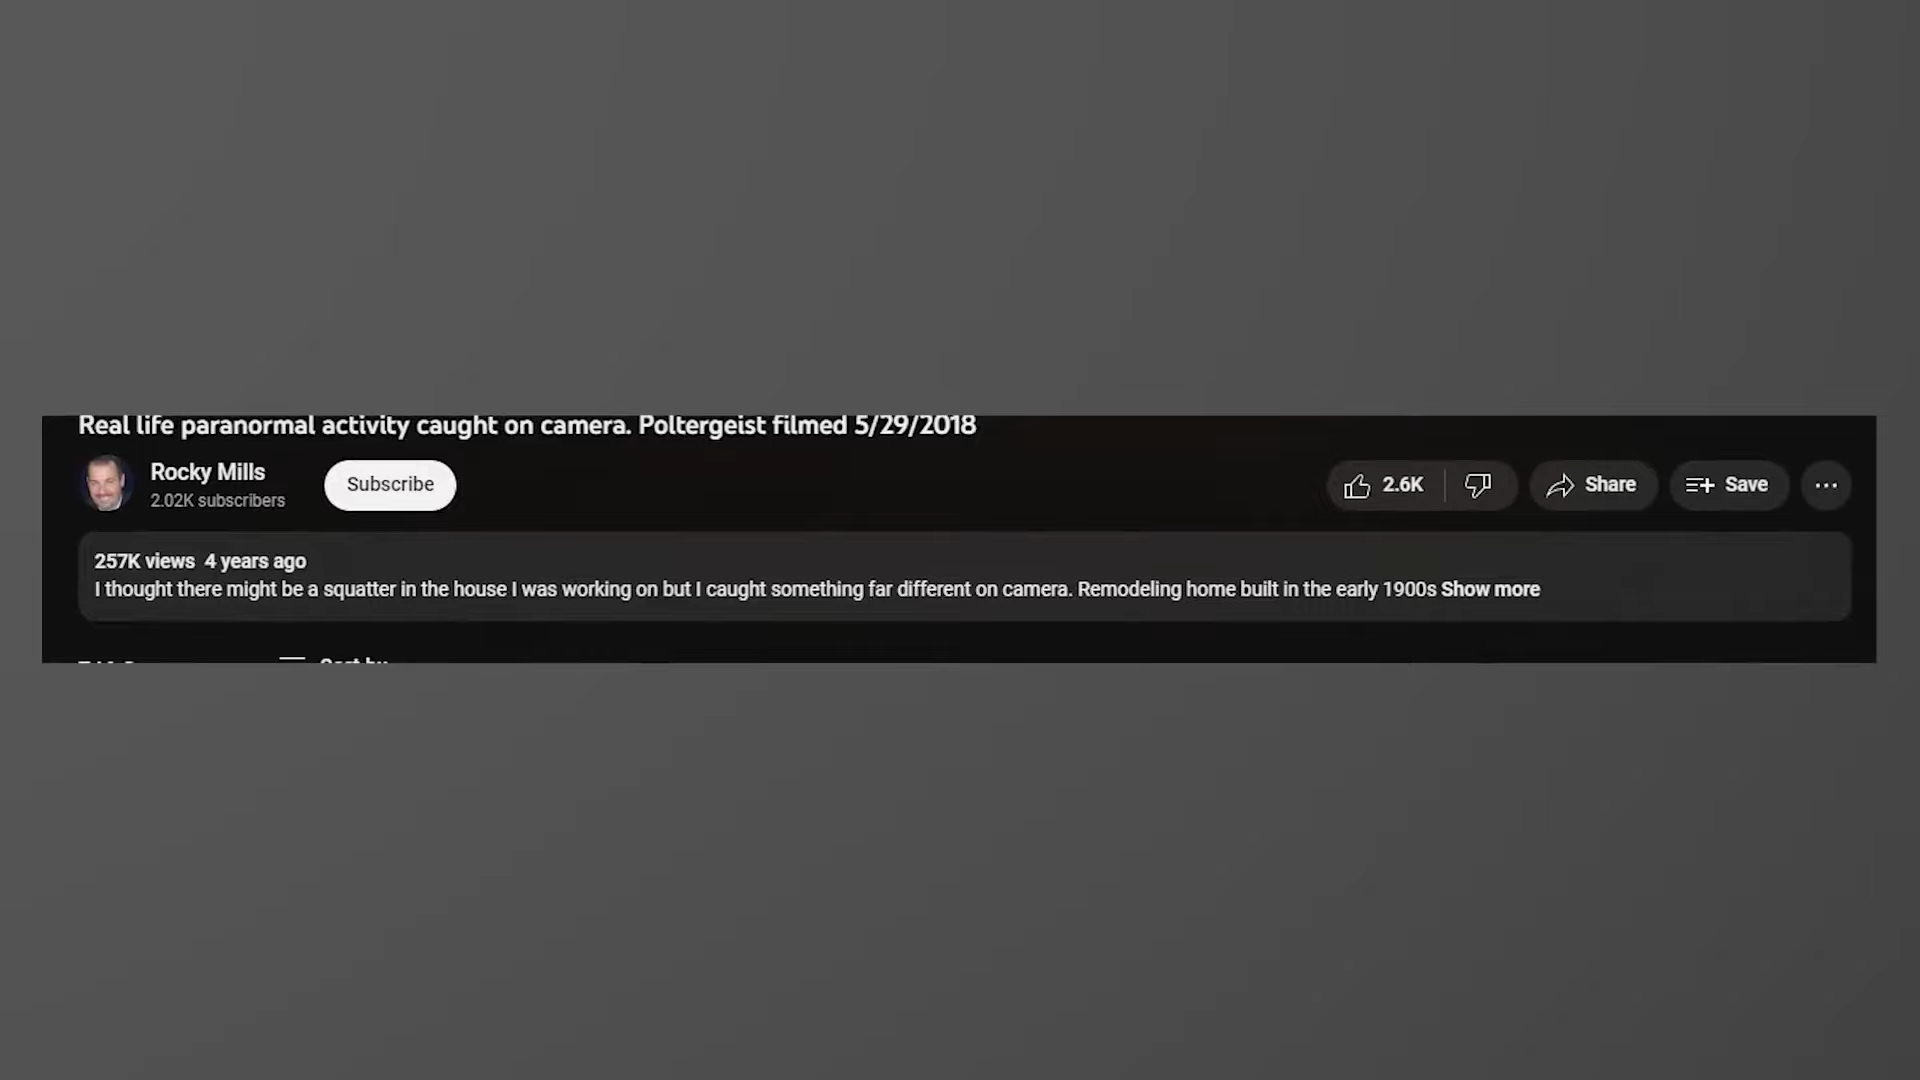 Real life paranormal activity caught on camera. Poltergeist filmed 5/29/2018
Rocky Mills
2.02K subscribers
Subscribe
2.6K
Share
Save
257K views 4 years ago
I thought there might be a squatter in the house I was working on but I caught something far different on camera. Remodeling home built in the early 1900s Show more
Sort by